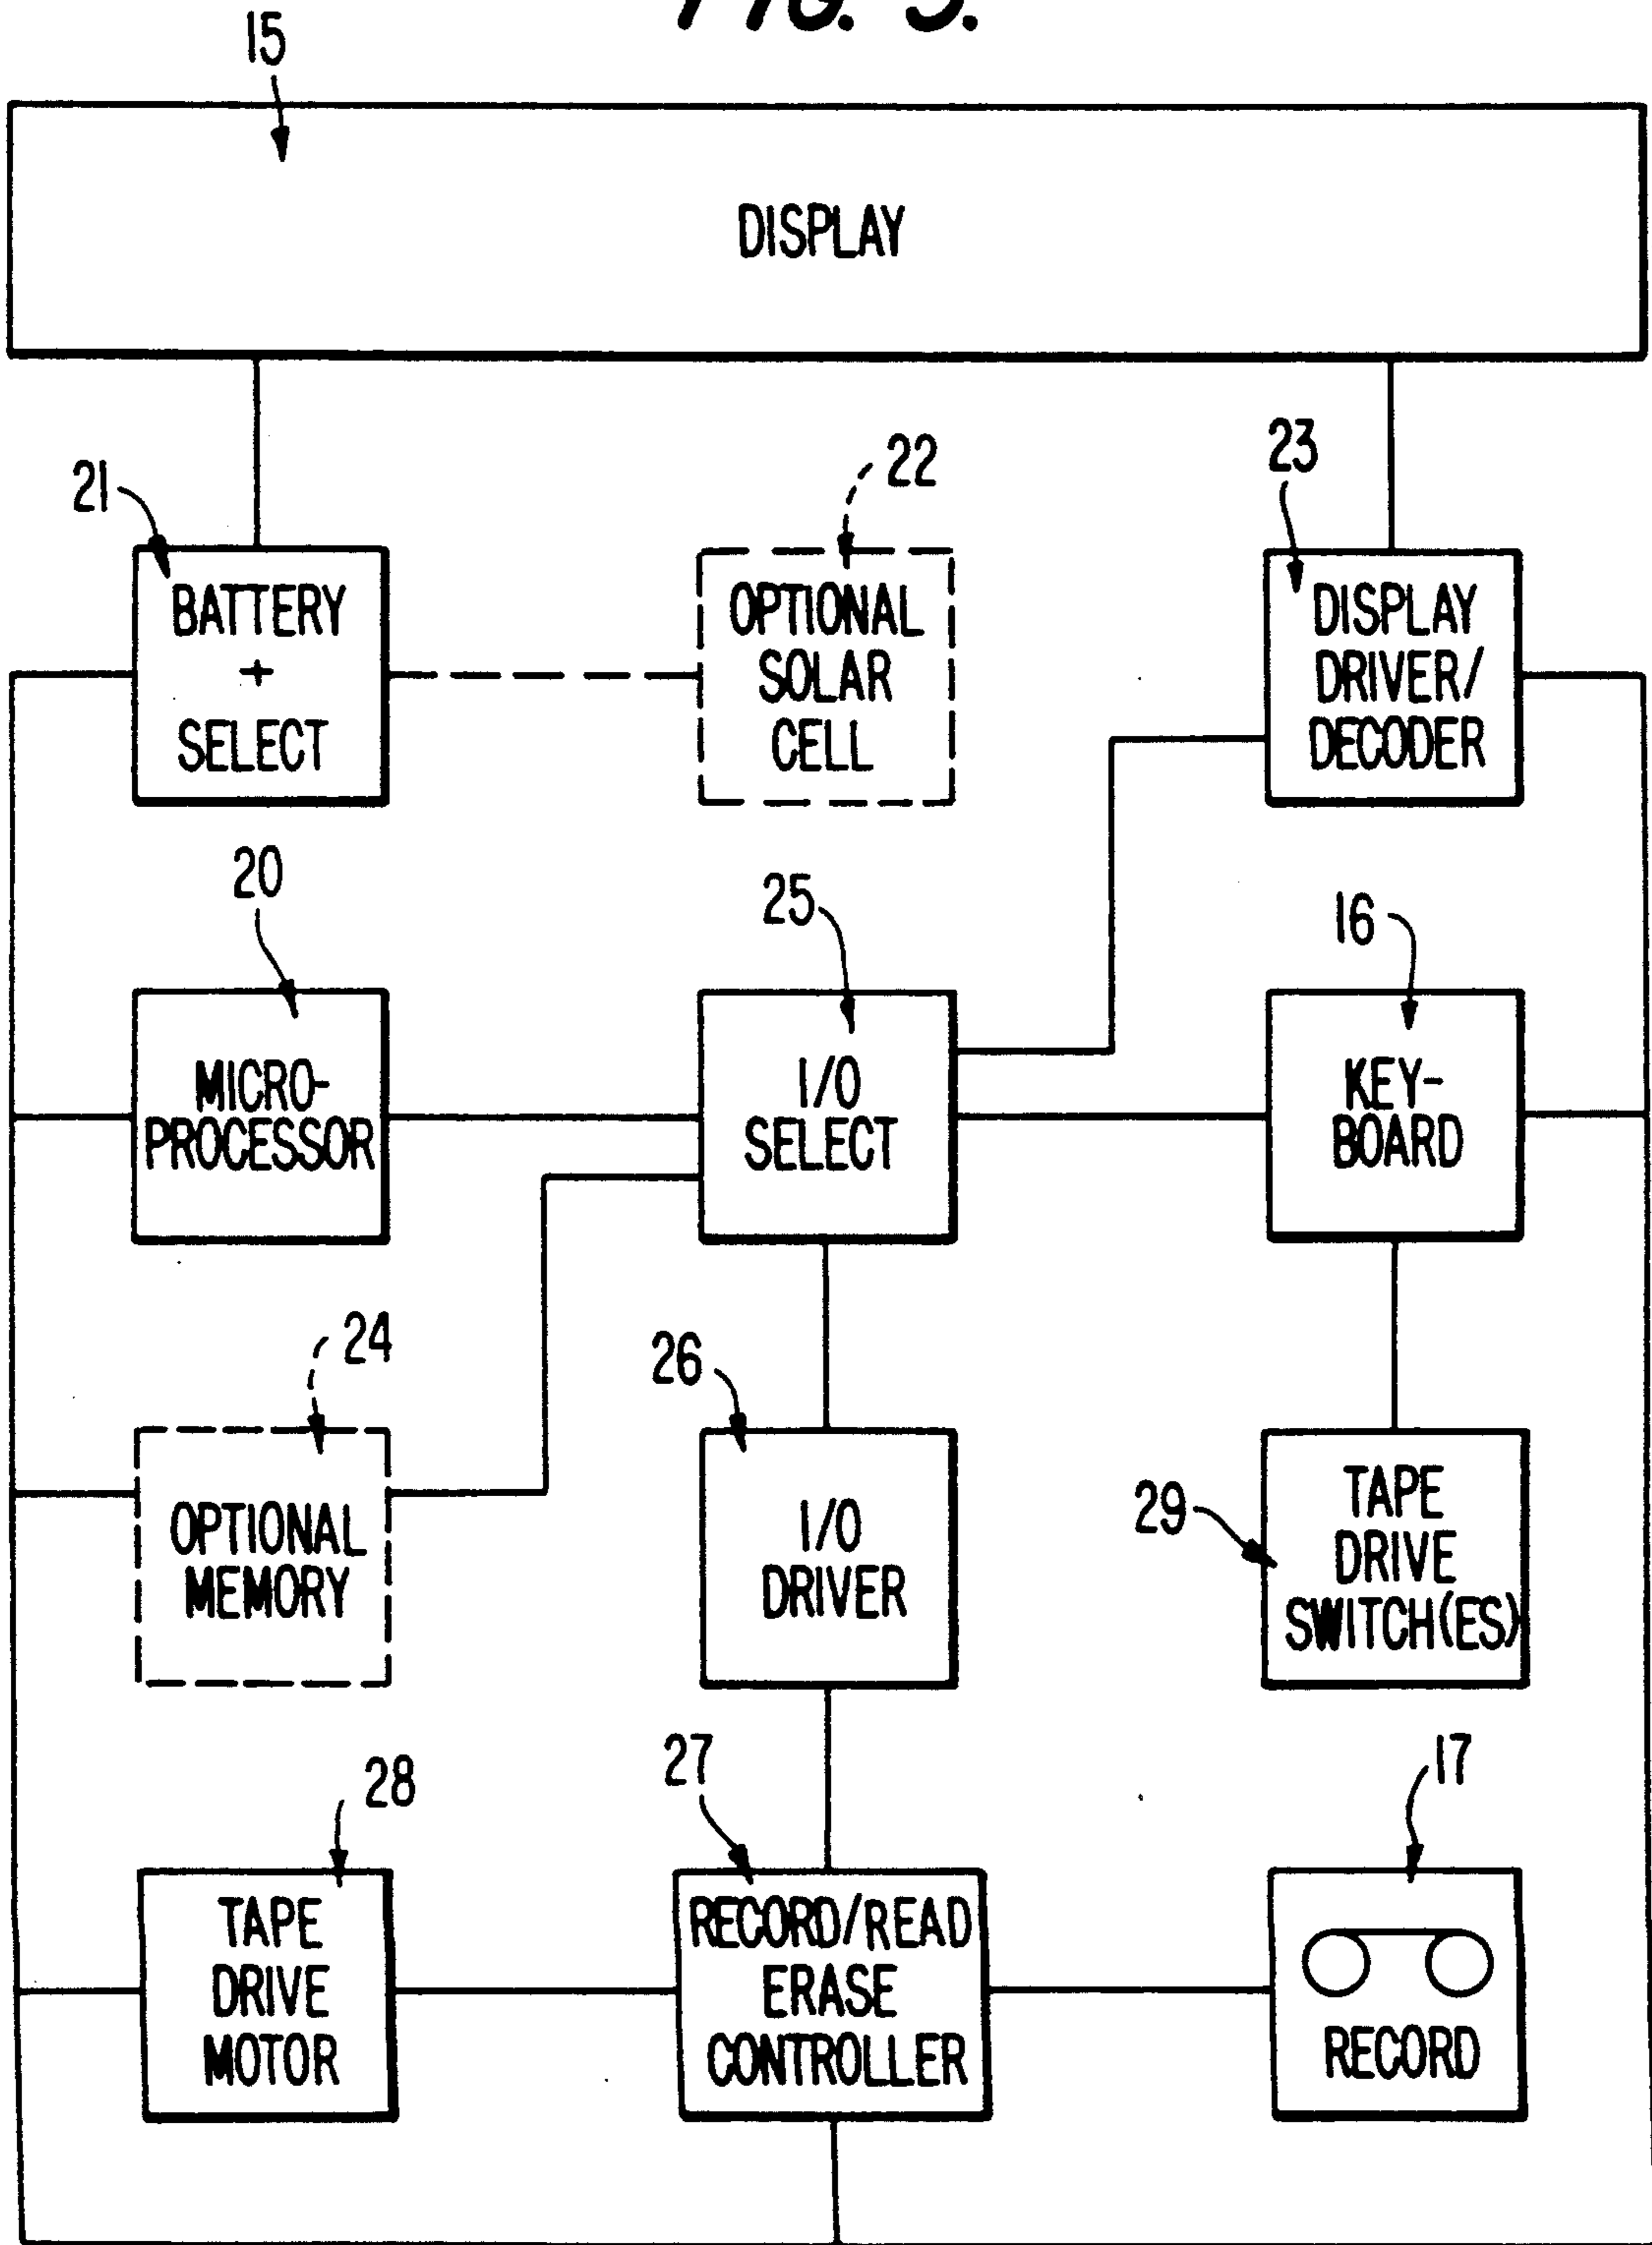 FIG. 3.
15
DISPLAY
21
22
23
BATTERY
+
SELECT
OPTIONAL
SOLAR
CELL
DISPLAY
DRIVER/
DECODER
20
25
16
MICRO-
PROCESSOR
I/O
SELECT
KEY-
BOARD
24
26
29
OPTIONAL
MEMORY
I/O
DRIVER
TAPE
DRIVE
SWITCH(ES)
28
27
17
TAPE
DRIVE
MOTOR
RECORD/READ
ERASE
CONTROLLER
RECORD